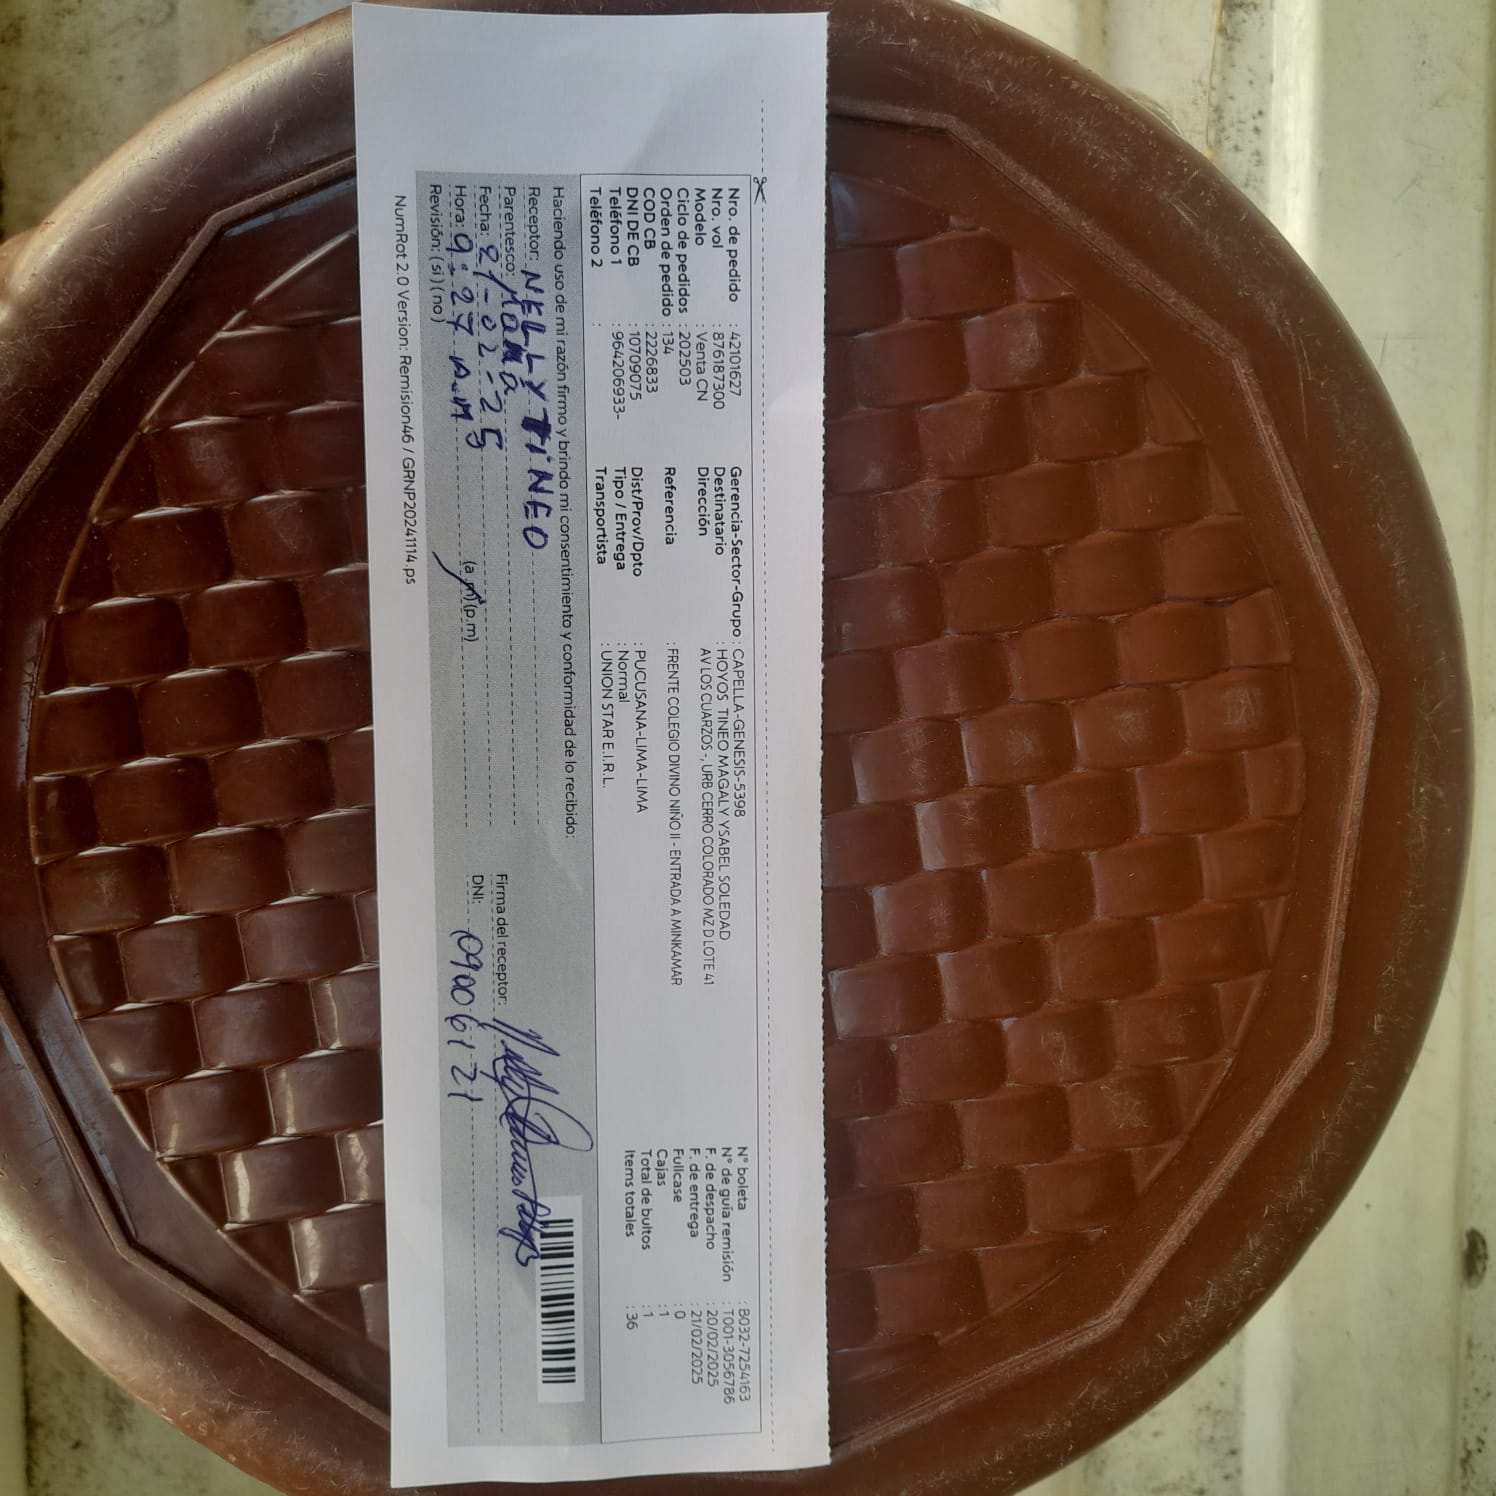 Nro. de pedido : 42101627
Nro. vol : 876187300
Modelo : Venta CN
Ciclo de pedidos : 202503
Orden de pedido : 134
COD CB : 2226833
DNI DE CB : 10709075
Teléfono 1 : 964206933-
Teléfono 2 :
Gerencia-Sector-Grupo : CAPELLA-GENESIS-5398
Destinatario : HOYOS TINEO MAGALY YSABEL SOLEDAD
Dirección AV LOS CUARZOS -, URB CERRO COLORADO MZ D LOTE 41
Referencia : FRENTE COLEGIO DIVINO NIÑO II - ENTRADA A MINKAMAR
Dist/Prov/Dpto : PUCUSANA-LIMA-LIMA
Tipo / Entrega : Normal
Transportista : UNION STAR E.I.R.L.
N° boleta : B032-7254163
N° de guía remisión : T001-3056786
F. de despacho : 20/02/2025
F. de entrega : 21/02/2025
Fullcase : 0
Cajas : 1
Total de bultos : 1
Items totales : 36
Haciendo uso de mi razón firmo y brindo mi consentimiento y conformidad de lo recibido:
Receptor: NELLY TINEO
Parentesco: Mamá
Fecha: 21-02-25
Hora: 9:27 A.M (a.m) (p.m)
Revisión: (si) (no)
Firma del receptor:
DNI: 09006121
NumRot 2.0 Version: Remision46 / GRNP20241114.ps